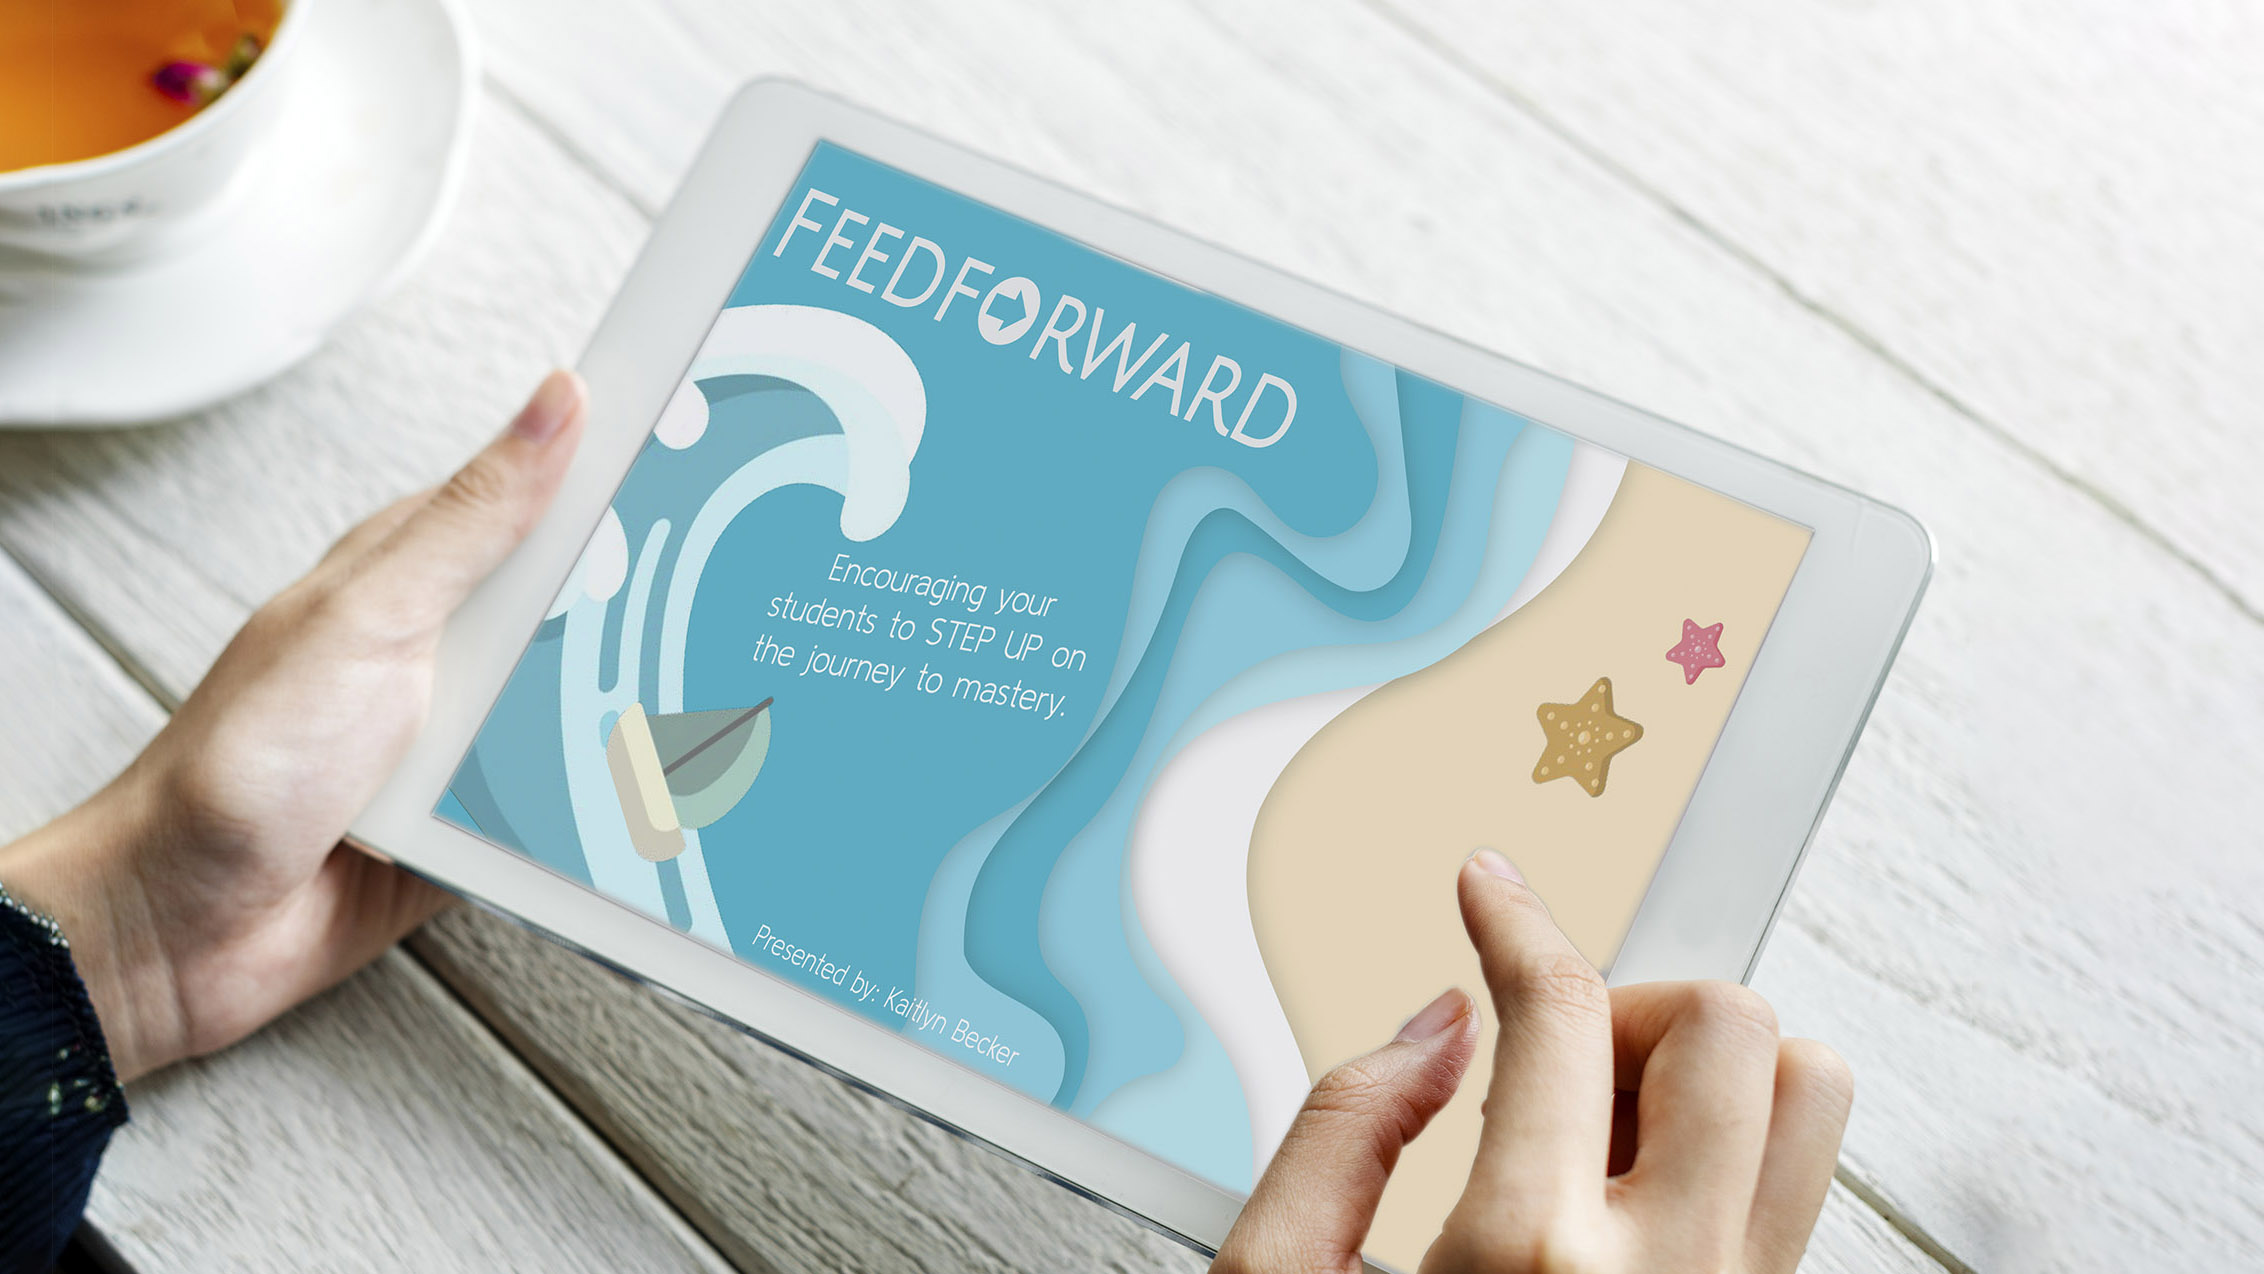 FEEDFORWARD
Encouraging your
students to STEP UP on
the journey to mastery.
Presented by: Kaitlyn Becker